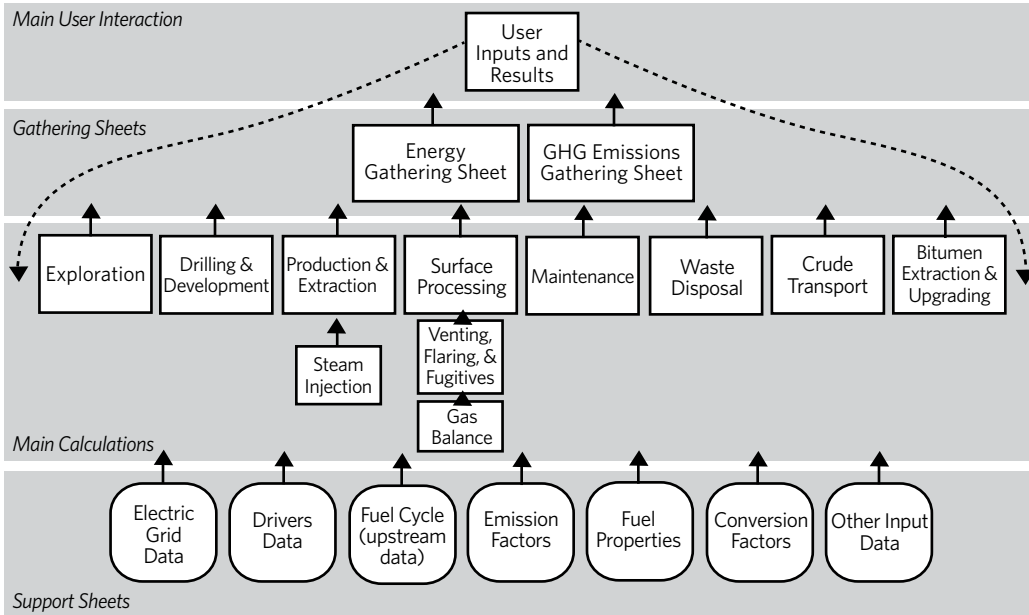 Main User Interaction
User
Inputs and
Results
Gathering Sheets
Energy
Gathering Sheet
GHG Emissions
Gathering Sheet
Exploration
Drilling &
Development
Production &
Extraction
Surface
Processing
Maintenance
Waste
Disposal
Crude
Transport
Bitumen
Extraction &
Upgrading
Steam
Injection
Venting,
Flaring, &
Fugitives
Gas
Balance
Main Calculations
Electric
Grid
Data
Drivers
Data
Fuel Cycle
(upstream
data)
Emission
Factors
Fuel
Properties
Conversion
Factors
Other Input
Data
Support Sheets